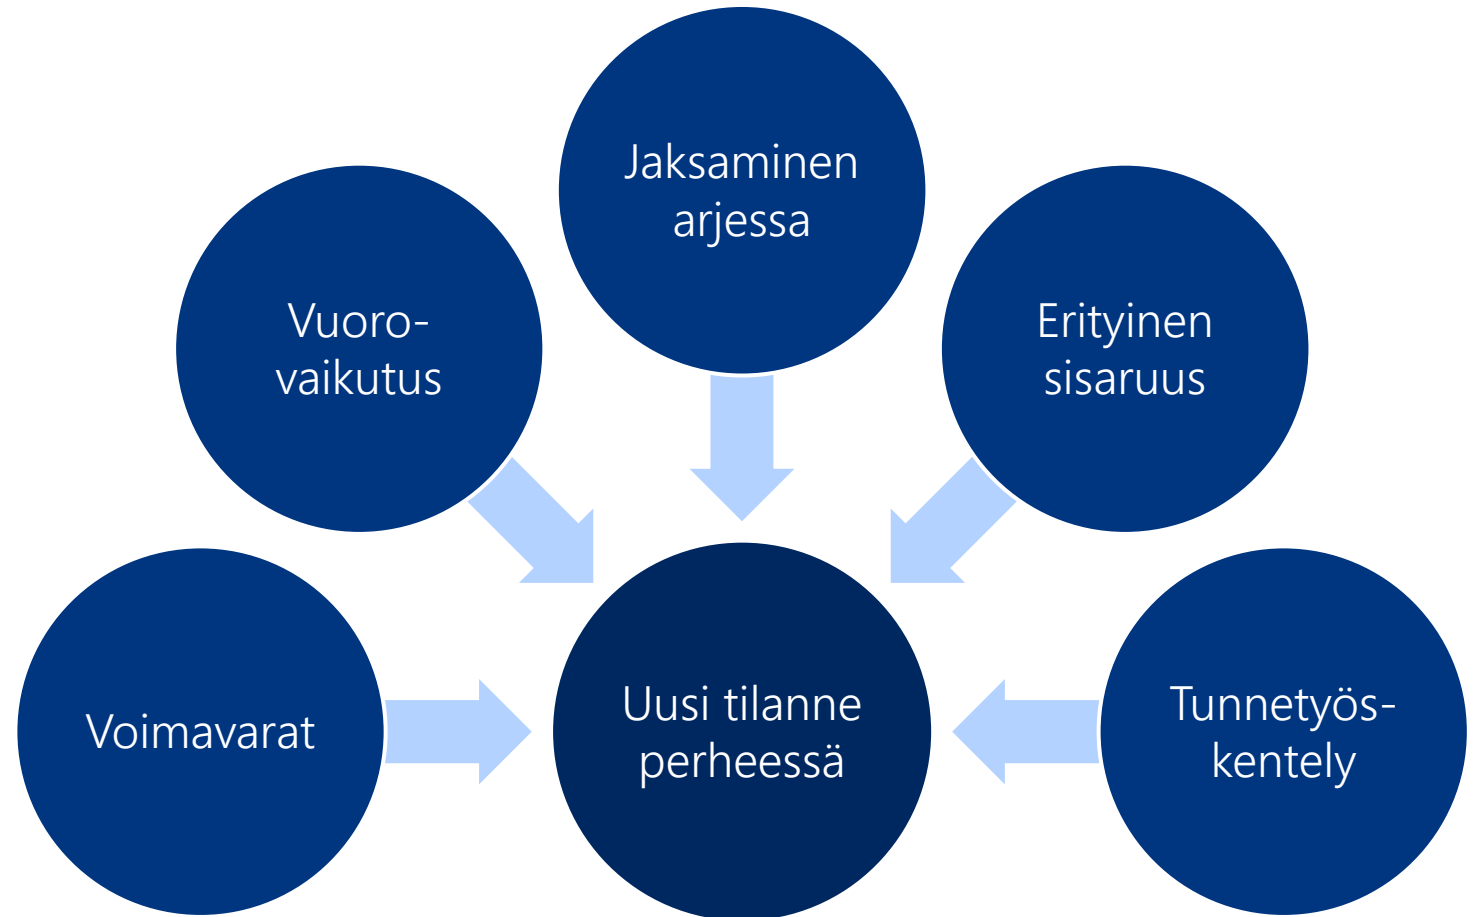 Jaksaminen
arjessa
Vuoro-
vaikutus
Erityinen
sisaruus
Voimavarat
Uusi tilanne
perheessä
Tunnetyös-
kentely